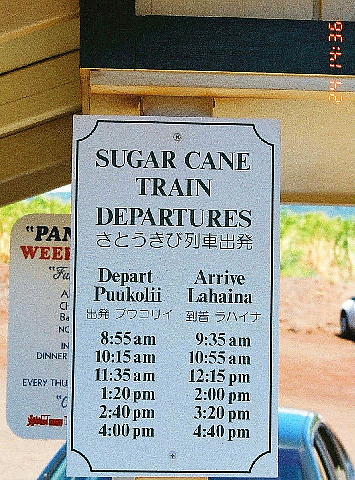 SUGAR CANE
TRAIN
DEPARTURES
さとうきび列車出発
Depart Arrive
Puukolii Lahaina
出発 プウコリイ 到着 ラハイナ
8:55 am 9:35 am
10:15 am 10:55 am
11:35 am 12:15 pm
1:20 pm 2:00 pm
2:40 pm 3:20 pm
4:00 pm 4:40 pm
"PAN
WEE
IN
DINNER
EVERY THU